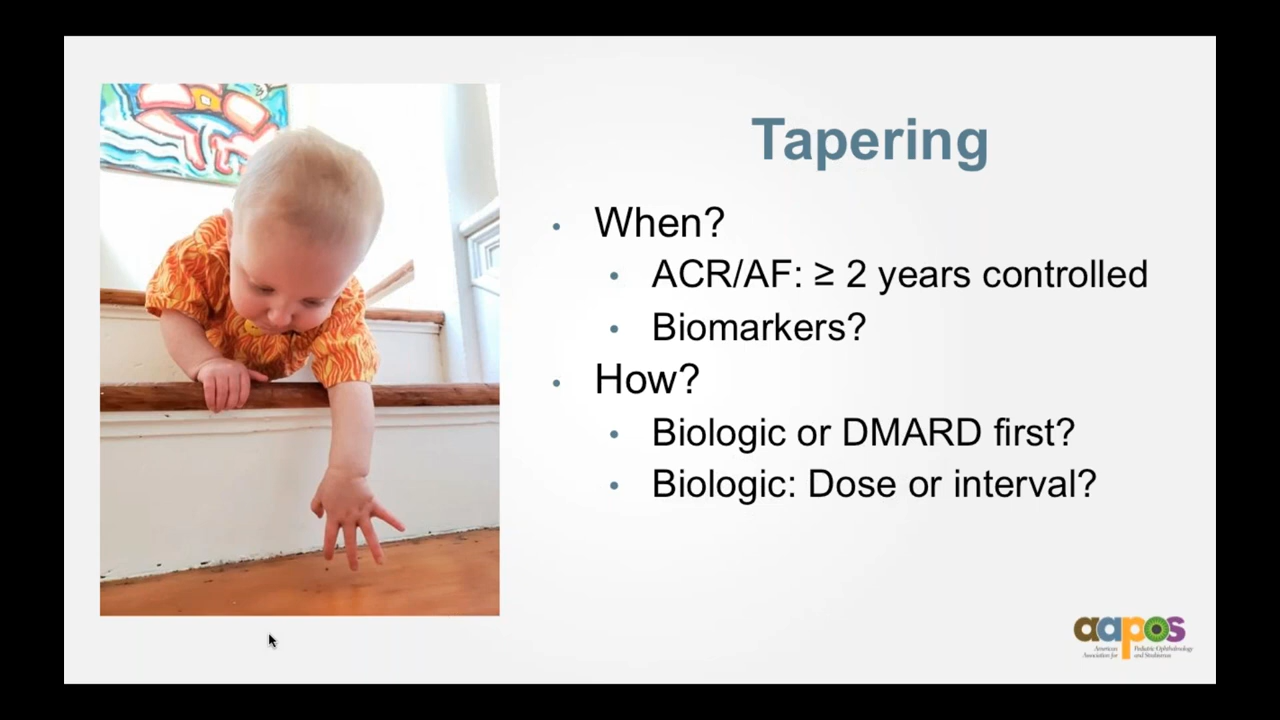 Tapering
• When?
• ACR/AF: ≥ 2 years controlled
• Biomarkers?
• How?
• Biologic or DMARD first?
• Biologic: Dose or interval?
aapos
American Pediatric Ophthalmology
Association for and Strabismus